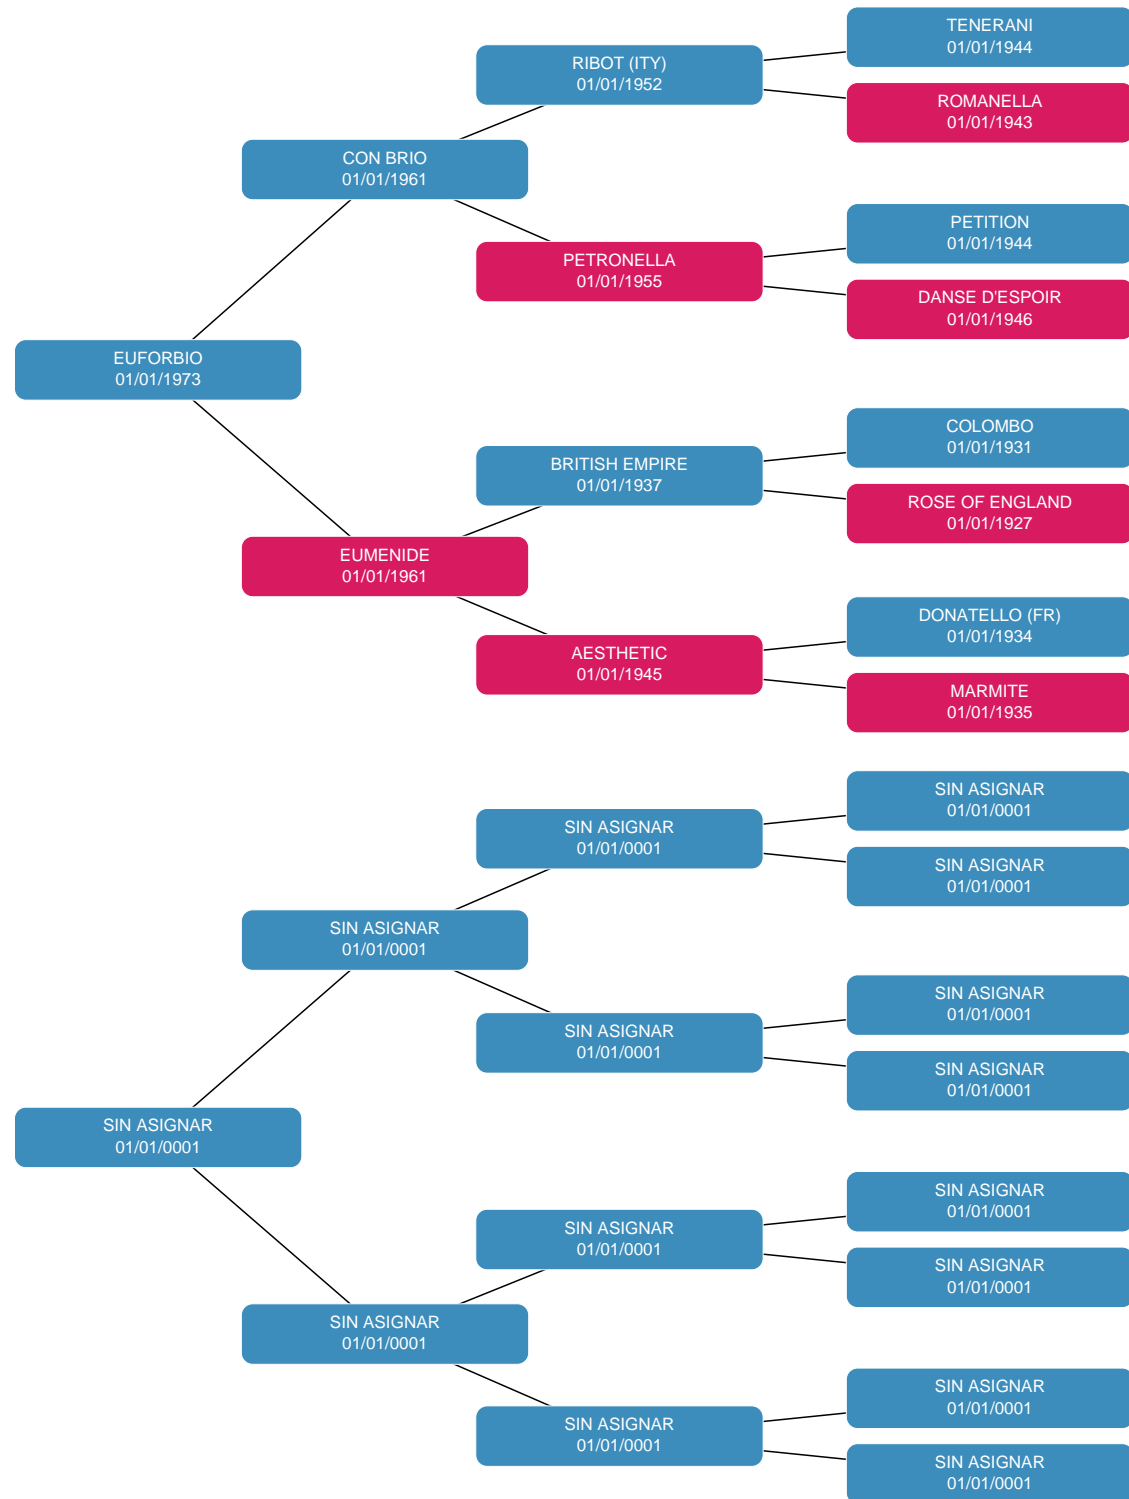 TENERANI
01/01/1944
RIBOT (ITY)
01/01/1952
ROMANELLA
01/01/1943
CON BRIO
01/01/1961
PETITION
01/01/1944
PETRONELLA
01/01/1955
DANSE D'ESPOIR
01/01/1946
EUFORBIO
01/01/1973
COLOMBO
01/01/1931
BRITISH EMPIRE
01/01/1937
ROSE OF ENGLAND
01/01/1927
EUMENIDE
01/01/1961
DONATELLO (FR)
01/01/1934
AESTHETIC
01/01/1945
MARMITE
01/01/1935
SIN ASIGNAR
01/01/0001
SIN ASIGNAR
01/01/0001
SIN ASIGNAR
01/01/0001
SIN ASIGNAR
01/01/0001
SIN ASIGNAR
01/01/0001
SIN ASIGNAR
01/01/0001
SIN ASIGNAR
01/01/0001
SIN ASIGNAR
01/01/0001
SIN ASIGNAR
01/01/0001
SIN ASIGNAR
01/01/0001
SIN ASIGNAR
01/01/0001
SIN ASIGNAR
01/01/0001
SIN ASIGNAR
01/01/0001
SIN ASIGNAR
01/01/0001
SIN ASIGNAR
01/01/0001